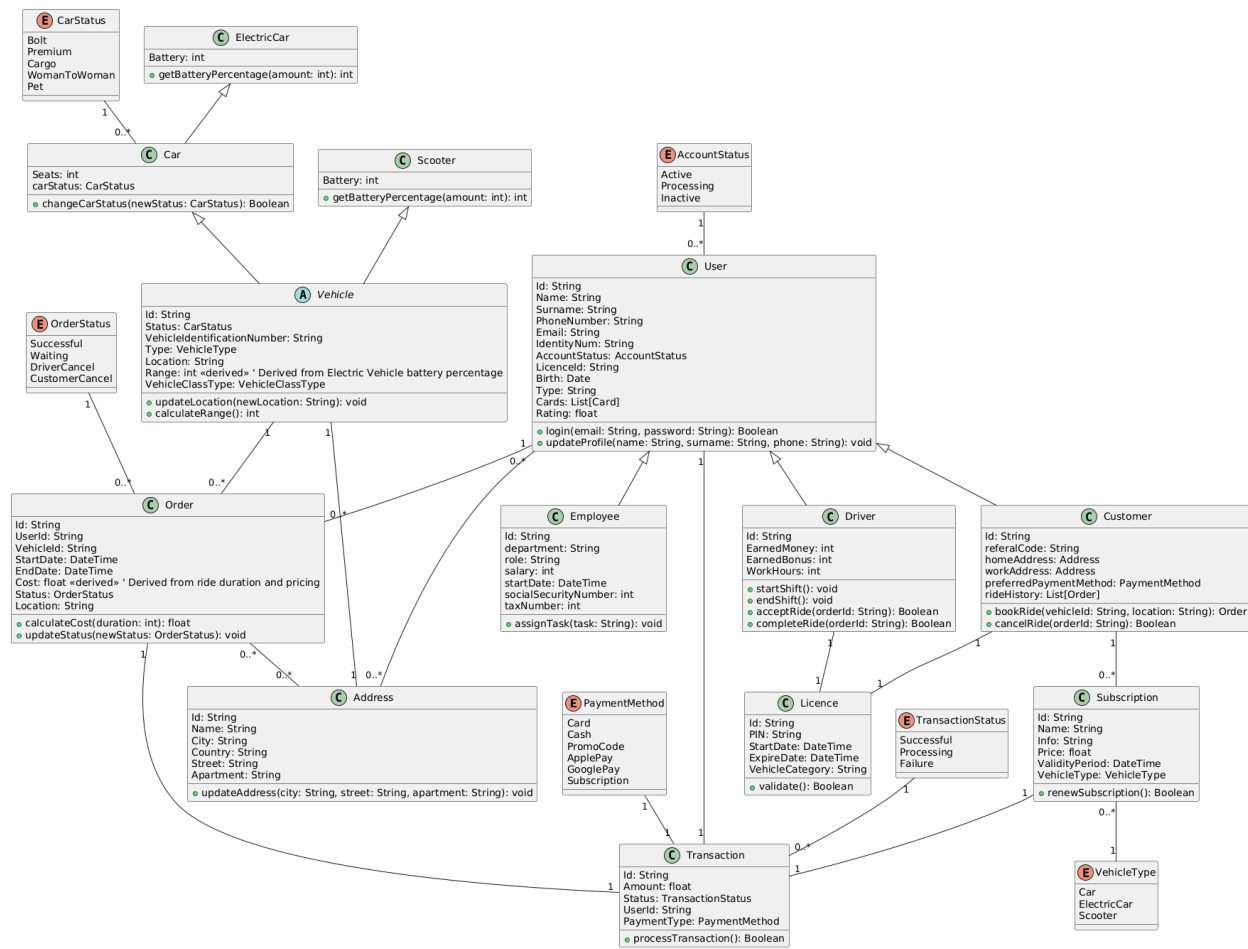 E CarStatus
Bolt
Premium
Cargo
WomanToWoman
Pet
C ElectricCar
Battery: int
getBatteryPercentage(amount: int): int
1
0..*
C Car
Seats: int
carStatus: CarStatus
changeCarStatus(newStatus: CarStatus): Boolean
C Scooter
Battery: int
getBatteryPercentage(amount: int): int
E AccountStatus
Active
Processing
Inactive
1
0..*
C User
Id: String
Name: String
Surname: String
PhoneNumber: String
Email: String
IdentityNum: String
AccountStatus: AccountStatus
LicenceId: String
Birth: Date
Type: String
Cards: List[Card]
Rating: float
login(email: String, password: String): Boolean
updateProfile(name: String, surname: String, phone: String): void
A Vehicle
Id: String
Status: CarStatus
VehicleIdentificationNumber: String
Type: VehicleType
Location: String
Range: int «derived» ' Derived from Electric Vehicle battery percentage
VehicleClassType: VehicleClassType
updateLocation(newLocation: String): void
calculateRange(): int
E OrderStatus
Successful
Waiting
DriverCancel
CustomerCancel
1
1
1
1
0..*
1
0..*
0..*
0..*
C Order
Id: String
UserId: String
VehicleId: String
StartDate: DateTime
EndDate: DateTime
Cost: float «derived» ' Derived from ride duration and pricing
Status: OrderStatus
Location: String
calculateCost(duration: int): float
updateStatus(newStatus: OrderStatus): void
C Employee
Id: String
department: String
role: String
salary: int
startDate: DateTime
socialSecurityNumber: int
taxNumber: int
assignTask(task: String): void
C Driver
Id: String
EarnedMoney: int
EarnedBonus: int
WorkHours: int
startShift(): void
endShift(): void
acceptRide(orderId: String): Boolean
completeRide(orderId: String): Boolean
C Customer
Id: String
referalCode: String
homeAddress: Address
workAddress: Address
preferredPaymentMethod: PaymentMethod
rideHistory: List[Order]
bookRide(vehicleId: String, location: String): Order
cancelRide(orderId: String): Boolean
1
0..*
0..*
1
0..*
1
1
1
1
1
0..*
C Address
Id: String
Name: String
City: String
Country: String
Street: String
Apartment: String
updateAddress(city: String, street: String, apartment: String): void
E PaymentMethod
Card
Cash
PromoCode
ApplePay
GooglePay
Subscription
C Licence
Id: String
PIN: String
StartDate: DateTime
ExpireDate: DateTime
VehicleCategory: String
validate(): Boolean
E TransactionStatus
Successful
Processing
Failure
C Subscription
Id: String
Name: String
Info: String
Price: float
ValidityPeriod: DateTime
VehicleType: VehicleType
renewSubscription(): Boolean
1
1
1
1
0..*
1
1
0..*
1
1
C Transaction
Id: String
Amount: float
Status: TransactionStatus
UserId: String
PaymentType: PaymentMethod
processTransaction(): Boolean
E VehicleType
Car
ElectricCar
Scooter